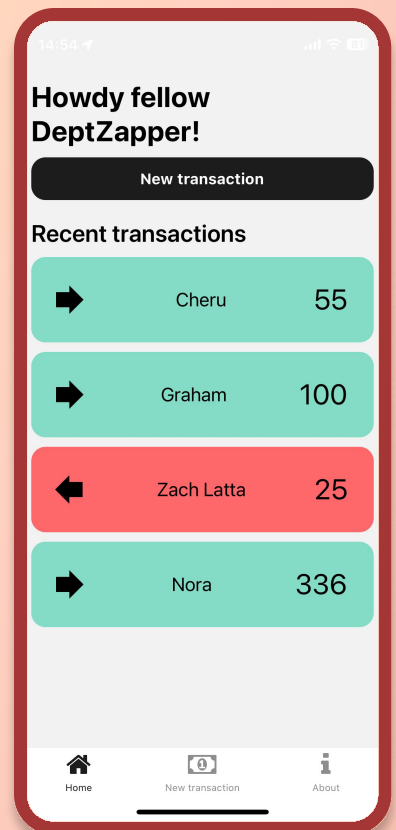 14:54
Howdy fellow
DeptZapper!
New transaction
Recent transactions
Cheru 55
Graham 100
Zach Latta 25
Nora 336
Home New transaction About